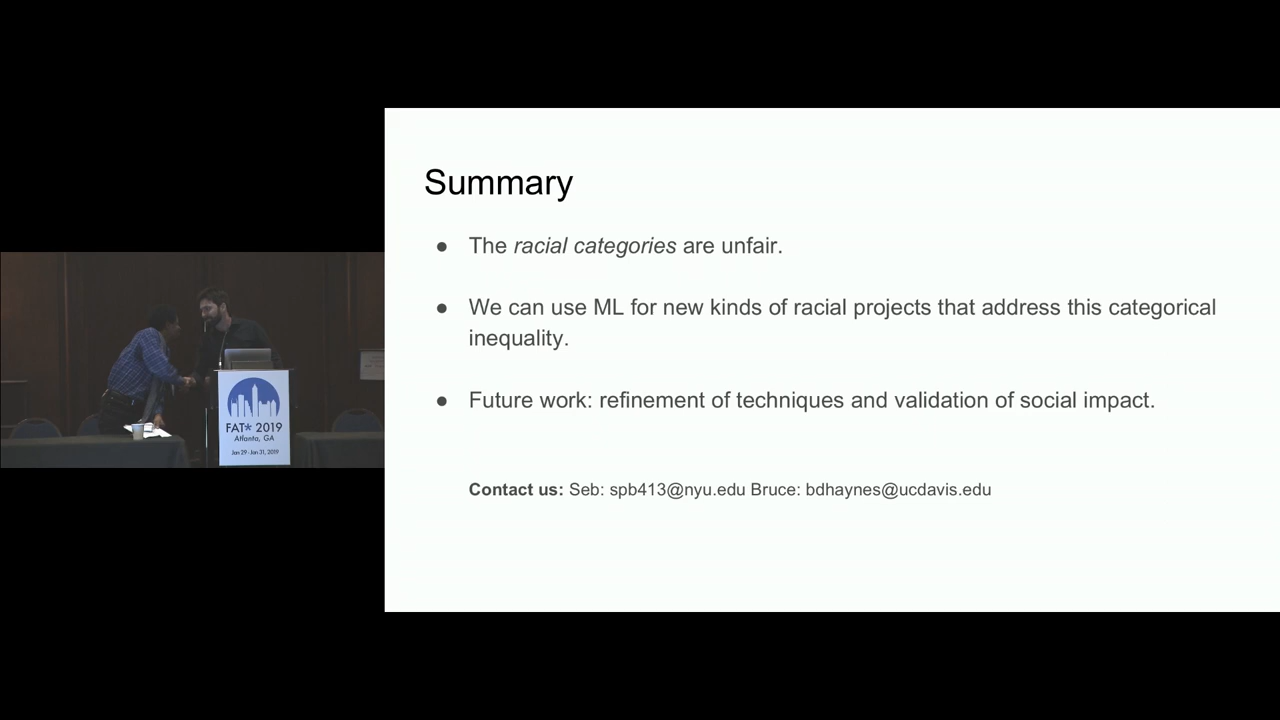 Summary
● The racial categories are unfair.
● We can use ML for new kinds of racial projects that address this categorical
inequality.
● Future work: refinement of techniques and validation of social impact.
Contact us: Seb: spb413@nyu.edu Bruce: bdhaynes@ucdavis.edu
FAT* 2019
Atlanta, GA
Jan 29 - Jan 31, 2019